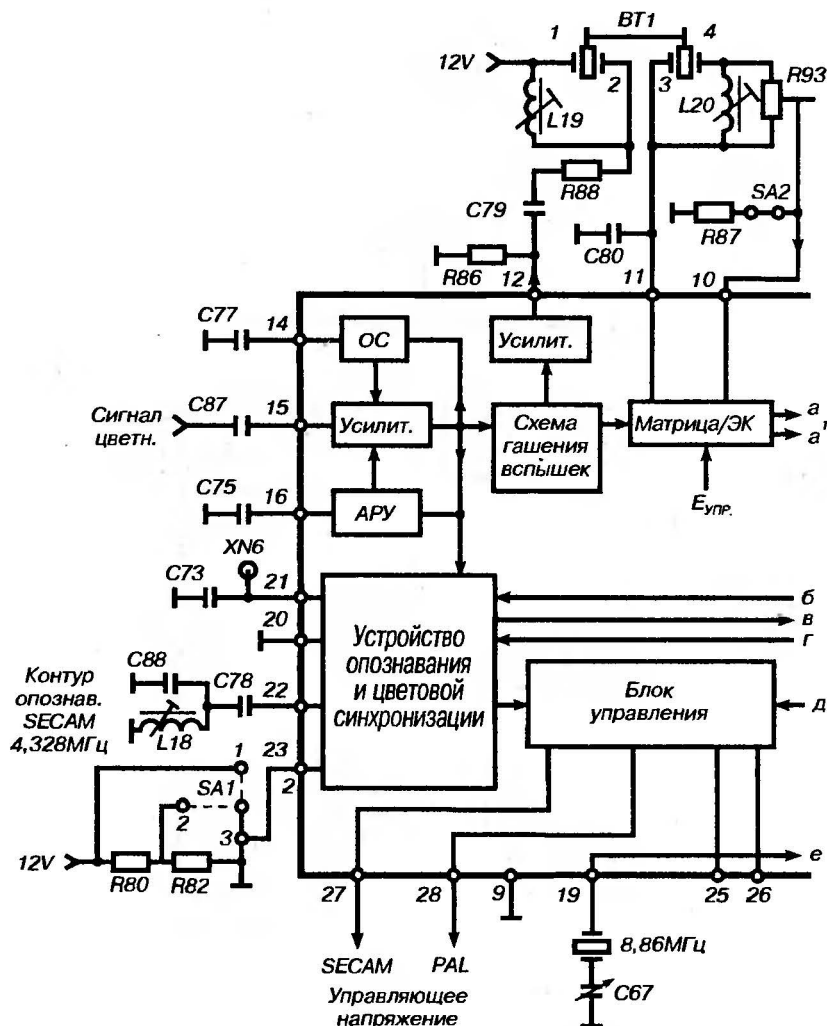 1 BT1 4
12V
2 3
R93
L19
L20
R88
C79
SA2
C80
R87
R86
12 11 10
C77
14
ОС
Усилит.
Сигнал
цветн.
C87
15
Усилит.
Схема
гашения
вспышек
Матрица/ЭК
а
а¹
C75
16
АРУ
Eупр.
XN6
C73
21
б
20
в
г
Устройство
опознавания
и цветовой
синхронизации
C88
C78
22
Контур
опознав.
SECAM
4,328МГц
L18
Блок
управления
д
23
2
1
SA1
2
3
12V
R80 R82
е
27 28 9 19 25 26
8,86МГц
SECAM PAL
C67
Управляющее
напряжение